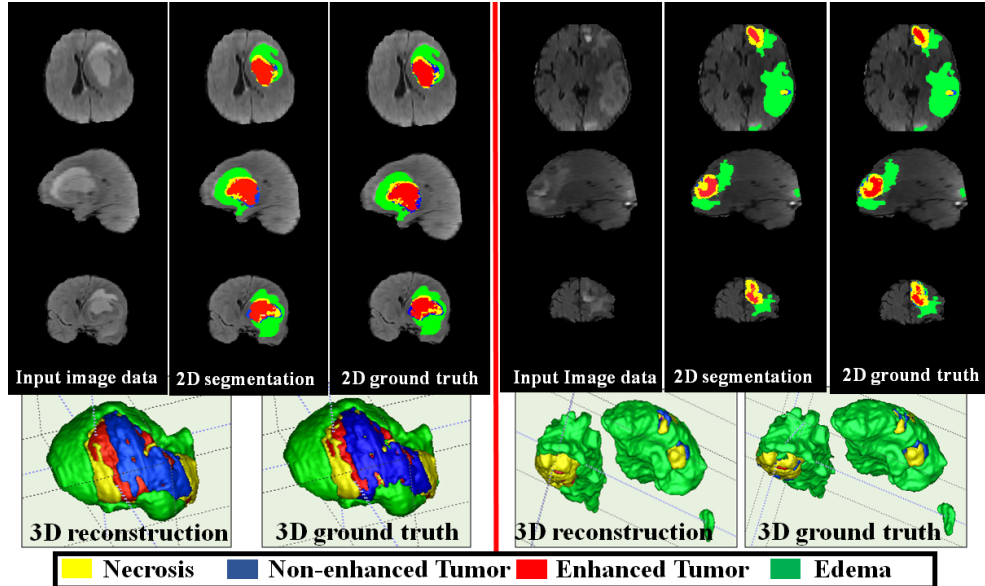 Input image data
2D segmentation
2D ground truth
Input Image data
2D segmentation
2D ground truth
3D reconstruction
3D ground truth
3D reconstruction
3D ground truth
Necrosis
Non-enhanced Tumor
Enhanced Tumor
Edema